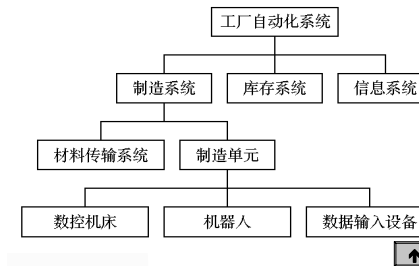 工厂自动化系统
制造系统
库存系统
信息系统
材料传输系统
制造单元
数控机床
机器人
数据输入设备